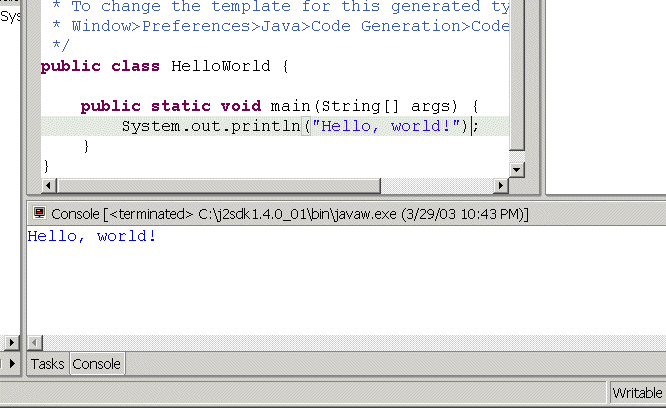 * To change the template for this generated ty
Sys
* Window>Preferences>Java>Code Generation>Code
*/
public class HelloWorld {
public static void main(String[] args) {
System.out.println("Hello, world!");
}
}
Console [<terminated> C:\j2sdk1.4.0_01\bin\javaw.exe (3/29/03 10:43 PM)]
Hello, world!
Tasks Console
Writable